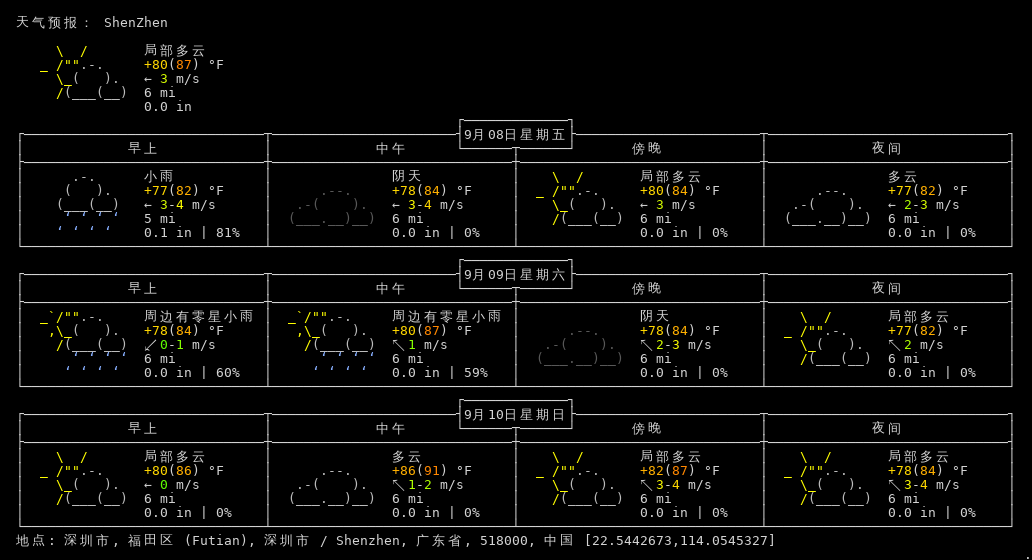 天气预报： ShenZhen
局部多云
+80(87) °F
← 3 m/s
6 mi
0.0 in
9月08日星期五
早上 中午 傍晚 夜间
小雨 阴天 局部多云 多云
+77(82) °F +78(84) °F +80(84) °F +77(82) °F
← 3-4 m/s ← 3-4 m/s ← 3 m/s ← 2-3 m/s
5 mi 6 mi 6 mi 6 mi
0.1 in | 81% 0.0 in | 0% 0.0 in | 0% 0.0 in | 0%
9月09日星期六
早上 中午 傍晚 夜间
周边有零星小雨 周边有零星小雨 阴天 局部多云
+78(84) °F +80(87) °F +78(84) °F +77(82) °F
↙ 0-1 m/s ↖ 1 m/s ↖ 2-3 m/s ↖ 2 m/s
6 mi 6 mi 6 mi 6 mi
0.0 in | 60% 0.0 in | 59% 0.0 in | 0% 0.0 in | 0%
9月10日星期日
早上 中午 傍晚 夜间
局部多云 多云 局部多云 局部多云
+80(86) °F +86(91) °F +82(87) °F +78(84) °F
← 0 m/s ↖ 1-2 m/s ↖ 3-4 m/s ↖ 3-4 m/s
6 mi 6 mi 6 mi 6 mi
0.0 in | 0% 0.0 in | 0% 0.0 in | 0% 0.0 in | 0%
地点: 深圳市, 福田区 (Futian), 深圳市 / Shenzhen, 广东省, 518000, 中国 [22.5442673,114.0545327]